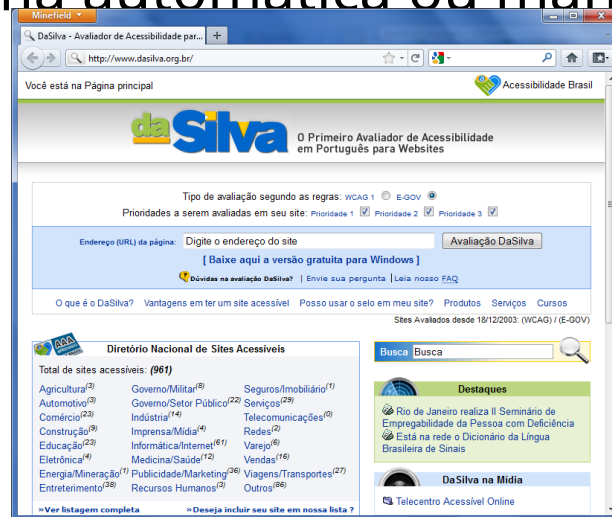 na automática ou man
Minefield
DaSilva - Avaliador de Acessibilidade par...
http://www.dasilva.org.br/
Você está na Página principal
Acessibilidade Brasil
daSilva
O Primeiro Avaliador de Acessibilidade
em Português para Websites
Tipo de avaliação segundo as regras: WCAG 1 E-GOV
Prioridades a serem avaliadas em seu site: Prioridade 1 Prioridade 2 Prioridade 3
Endereço (URL) da página: Digite o endereço do site Avaliação DaSilva
[ Baixe aqui a versão gratuita para Windows ]
Dúvidas na avaliação DaSilva? | Envie sua pergunta | Leia nosso FAQ
O que é o DaSilva? Vantagens em ter um site acessível Posso usar o selo em meu site? Produtos Serviços Cursos
Sites Avaliados desde 18/12/2003: (WCAG) / (E-GOV)
AAA Diretório Nacional de Sites Acessíveis
Total de sites acessíveis: (961)
Agricultura(3) Governo/Militar(8) Seguros/Imobiliário(1)
Automotivo(3) Governo/Setor Público(22) Serviços(29)
Comércio(23) Indústria(14) Telecomunicações(0)
Construção(9) Imprensa/Mídia(4) Redes(2)
Educação(23) Informática/Internet(61) Varejo(6)
Eletrônica(4) Medicina/Saúde(12) Vendas(16)
Energia/Mineração(1) Publicidade/Marketing(36) Viagens/Transportes(27)
Entreterimento(38) Recursos Humanos(3) Outros(86)
»Ver listagem completa »Deseja incluir seu site em nossa lista ?
Busca Busca
Destaques
Rio de Janeiro realiza II Seminário de
Empregabilidade da Pessoa com Deficiência
Está na rede o Dicionário da Língua
Brasileira de Sinais
DaSilva na Mídia
Telecentro Acessível Online